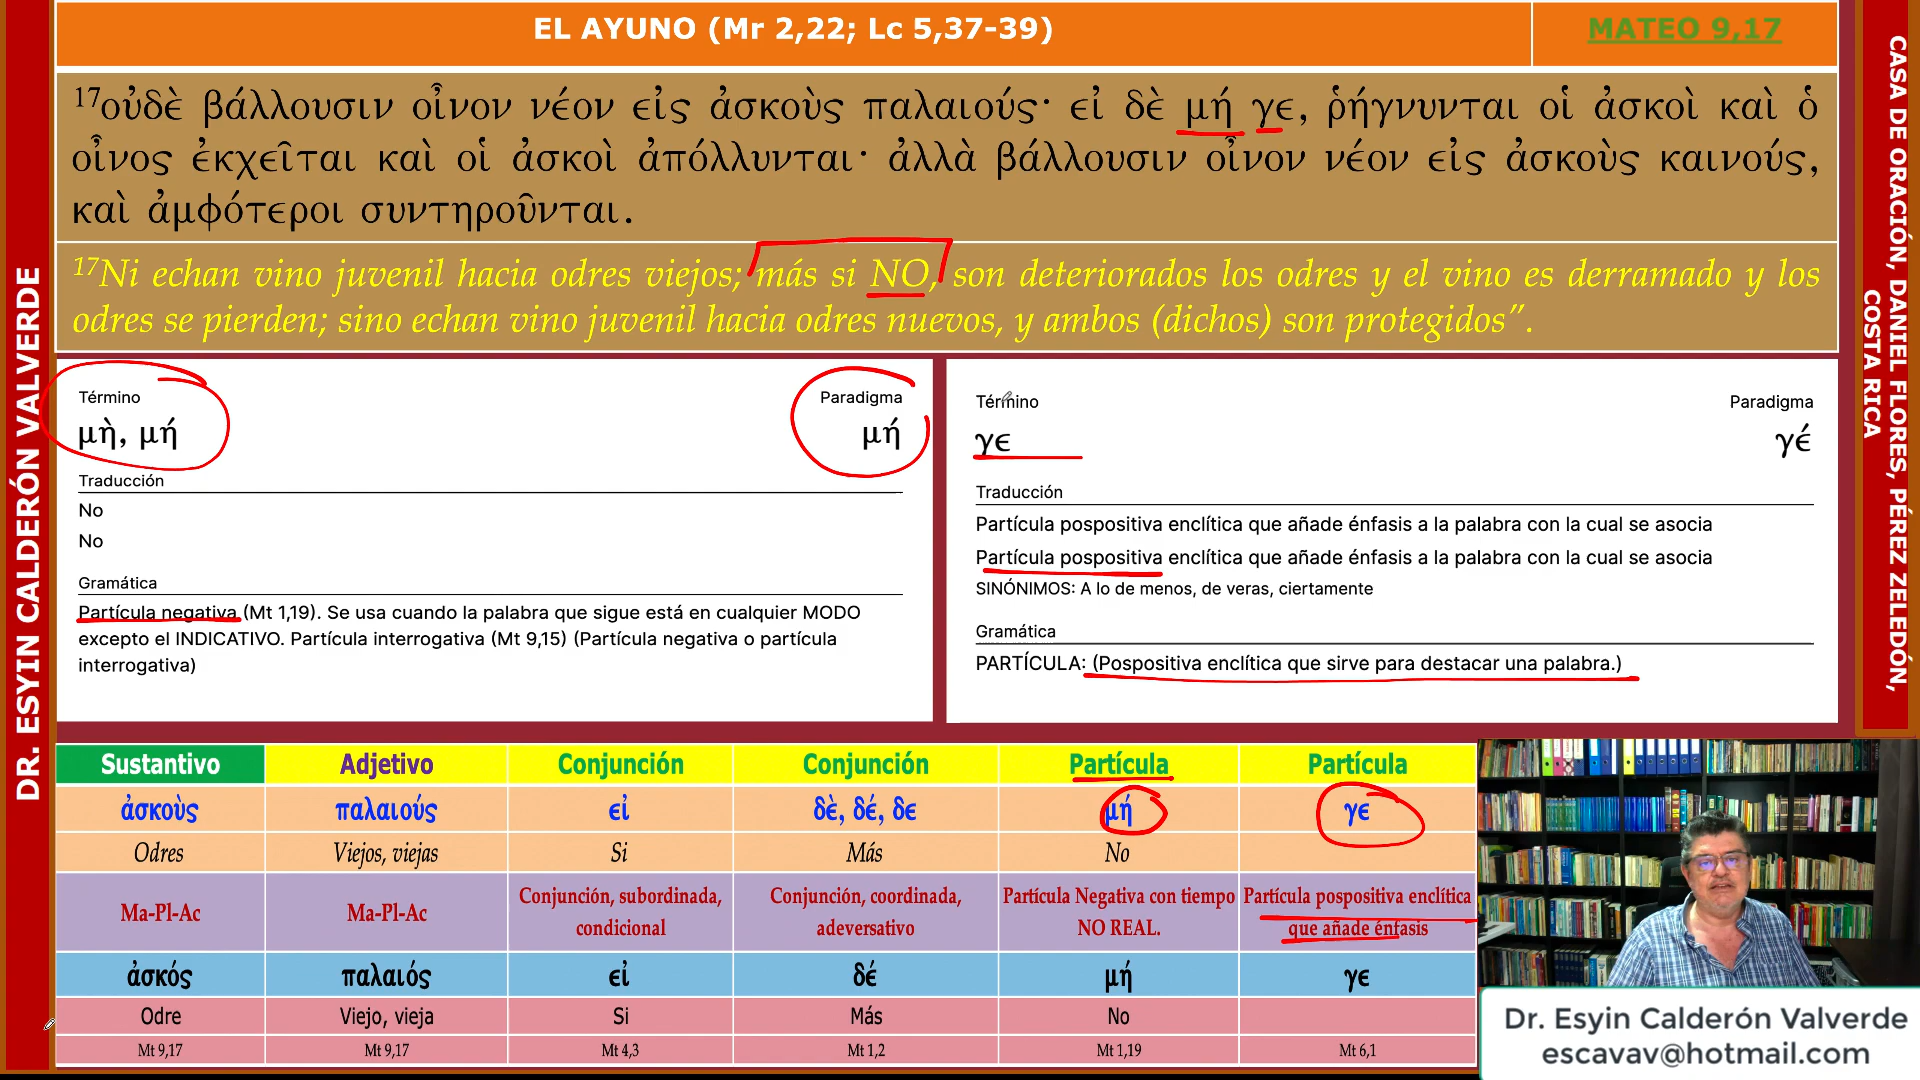 EL AYUNO (Mr 2,22; Lc 5,37-39)
MATEO 9,17
¹⁷οὐδὲ βάλλουσιν οἶνον νέον εἰς ἀσκοὺς παλαιούς· εἰ δὲ μή γε, ῥήγνυνται οἱ ἀσκοὶ καὶ ὁ
οἶνος ἐκχεῖται καὶ οἱ ἀσκοὶ ἀπόλλυνται· ἀλλὰ βάλλουσιν οἶνον νέον εἰς ἀσκοὺς καινούς,
καὶ ἀμφότεροι συντηροῦνται.
¹⁷Ni echan vino juvenil hacia odres viejos; más si NO, son deteriorados los odres y el vino es derramado y los
odres se pierden; sino echan vino juvenil hacia odres nuevos, y ambos (dichos) son protegidos”.
DR. ESYIN CALDERÓN VALVERDE
CASA DE ORACIÓN, DANIEL FLORES, PÉREZ ZELEDÓN,
COSTA RICA
Término Paradigma
μὴ, μή μή
Traducción
No
No
Gramática
Partícula negativa (Mt 1,19). Se usa cuando la palabra que sigue está en cualquier MODO
excepto el INDICATIVO. Partícula interrogativa (Mt 9,15) (Partícula negativa o partícula
interrogativa)
Término Paradigma
γε γέ
Traducción
Partícula pospositiva enclítica que añade énfasis a la palabra con la cual se asocia
Partícula pospositiva enclítica que añade énfasis a la palabra con la cual se asocia
SINÓNIMOS: A lo de menos, de veras, ciertamente
Gramática
PARTÍCULA: (Pospositiva enclítica que sirve para destacar una palabra.)
Sustantivo Adjetivo Conjunción Conjunción Partícula Partícula
ἀσκοὺς παλαιούς εἰ δὲ, δέ, δε μή γε
Odres Viejos, viejas Si Más No
Ma-Pl-Ac Ma-Pl-Ac Conjunción, subordinada, Conjunción, coordinada, Partícula Negativa con tiempo Partícula pospositiva enclítica
condicional adeversativo NO REAL. que añade énfasis
ἀσκός παλαιός εἰ δέ μή γε
Odre Viejo, vieja Si Más No
Mt 9,17 Mt 9,17 Mt 4,3 Mt 1,2 Mt 1,19 Mt 6,1
Dr. Esyin Calderón Valverde
escavav@hotmail.com